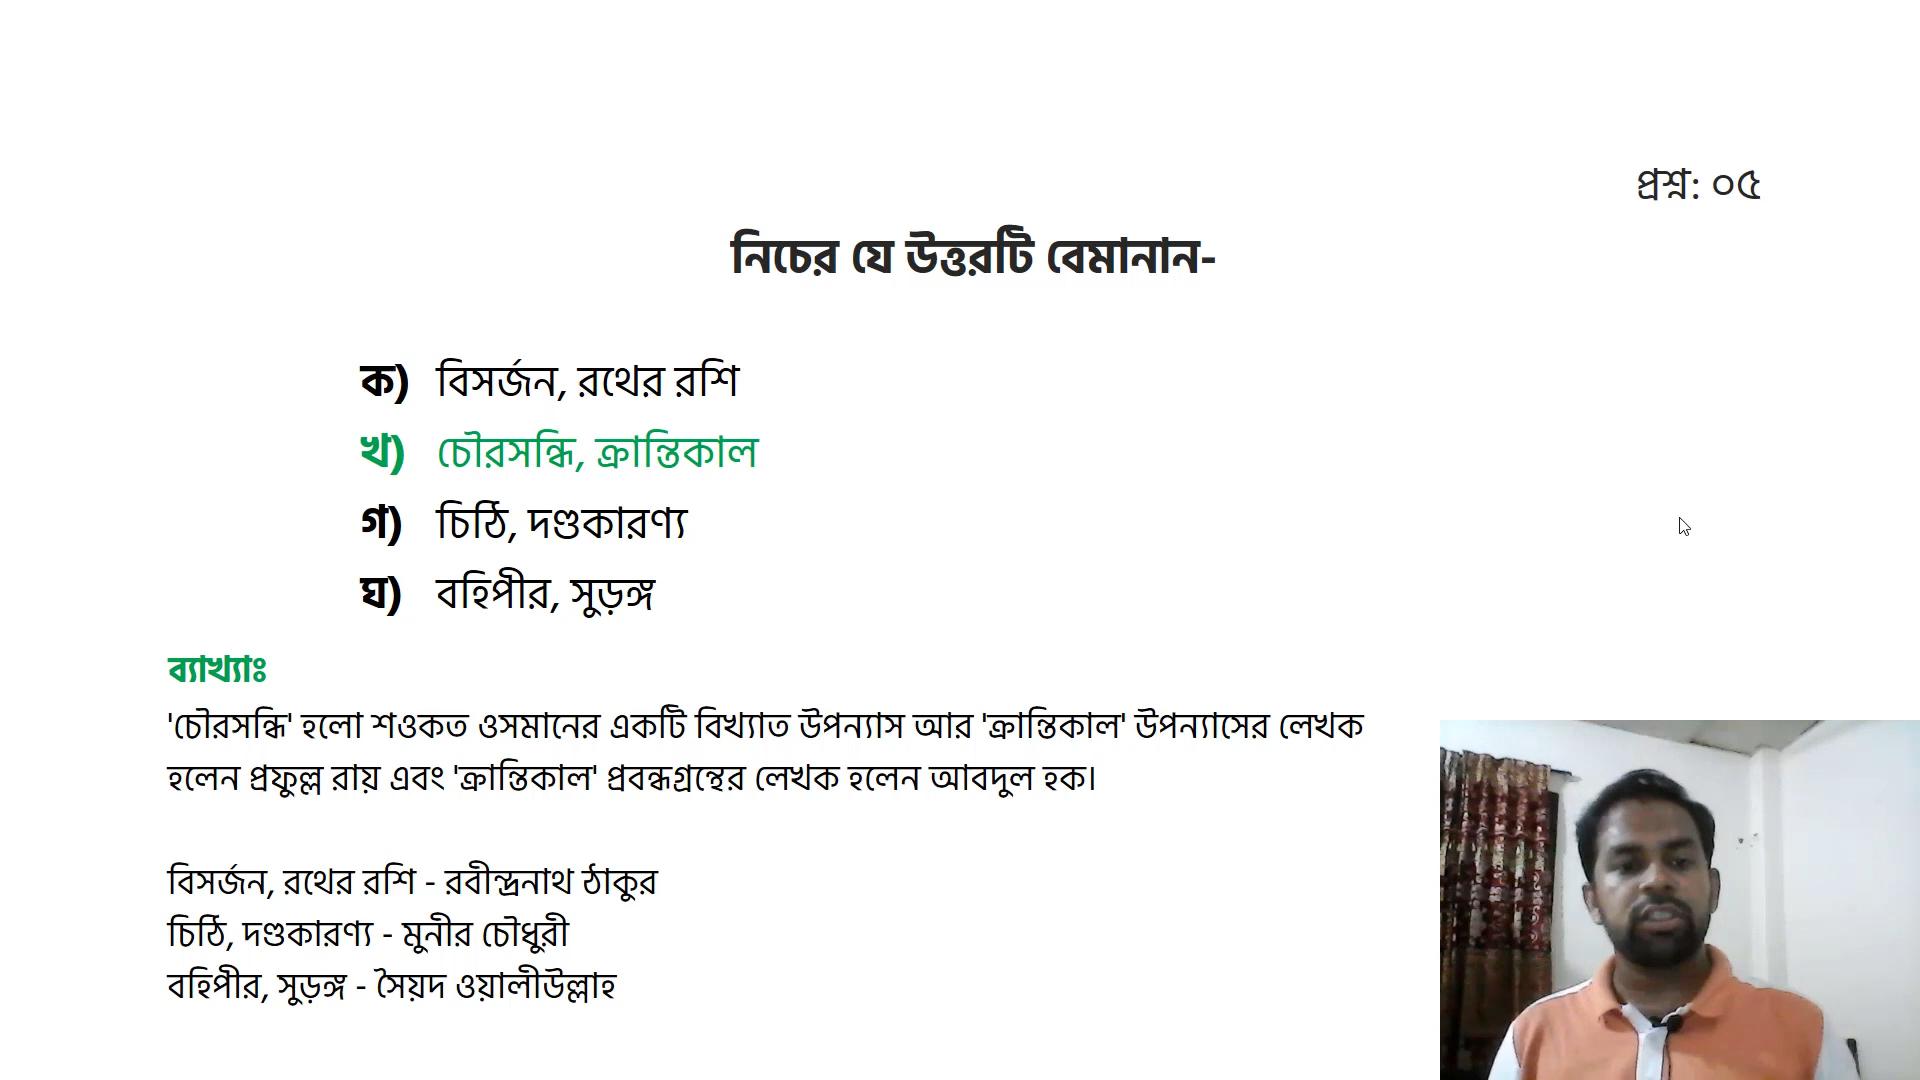 প্রশ্ন: ০৫
নিচের যে উত্তরটি বেমানান-
ক) বিসর্জন, রথের রশি
খ) চৌরসন্ধি, ক্রান্তিকাল
গ) চিঠি, দণ্ডকারণ্য
ঘ) বহিপীর, সুড়ঙ্গ
ব্যাখ্যাঃ
'চৌরসন্ধি' হলো শওকত ওসমানের একটি বিখ্যাত উপন্যাস আর 'ক্রান্তিকাল' উপন্যাসের লেখক
হলেন প্রফুল্ল রায় এবং 'ক্রান্তিকাল' প্রবন্ধগ্রন্থের লেখক হলেন আবদুল হক।
বিসর্জন, রথের রশি - রবীন্দ্রনাথ ঠাকুর
চিঠি, দণ্ডকারণ্য - মুনীর চৌধুরী
বহিপীর, সুড়ঙ্গ - সৈয়দ ওয়ালীউল্লাহ